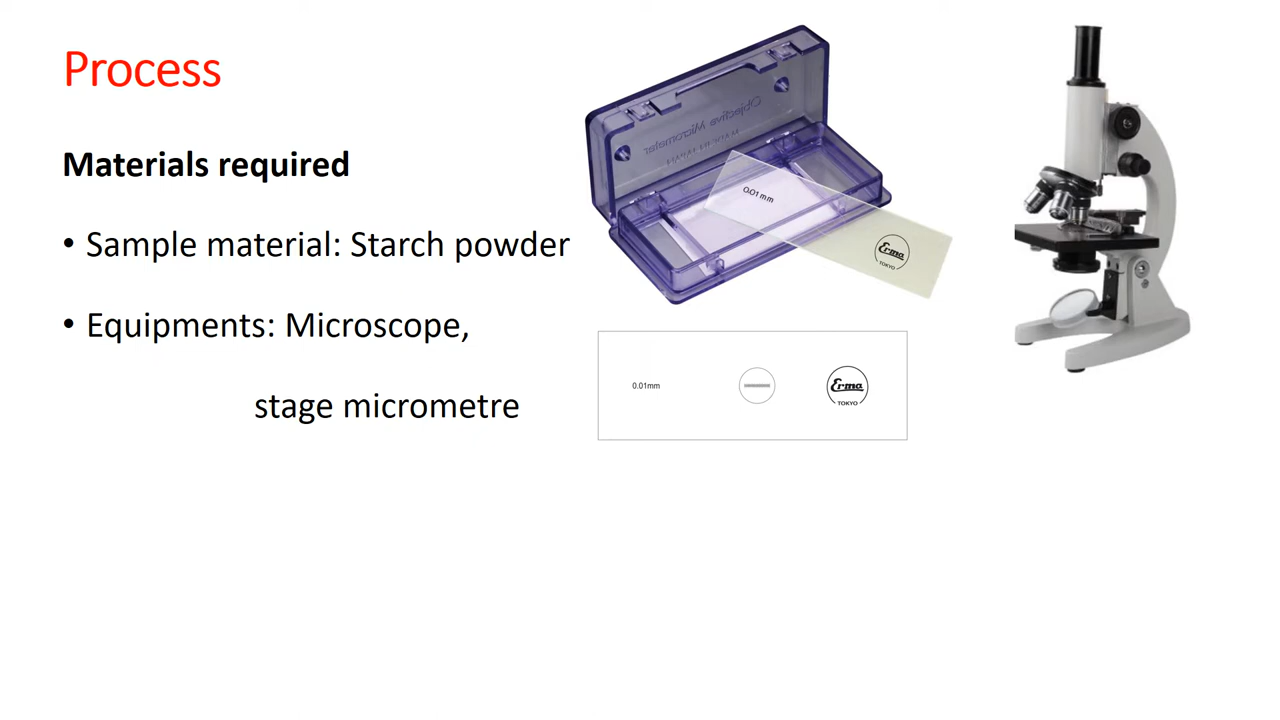 Process
Materials required
• Sample material: Starch powder
• Equipments: Microscope,
stage micrometre
0.01mm
Erma
TOKYO
0.01mm
Erma
TOKYO